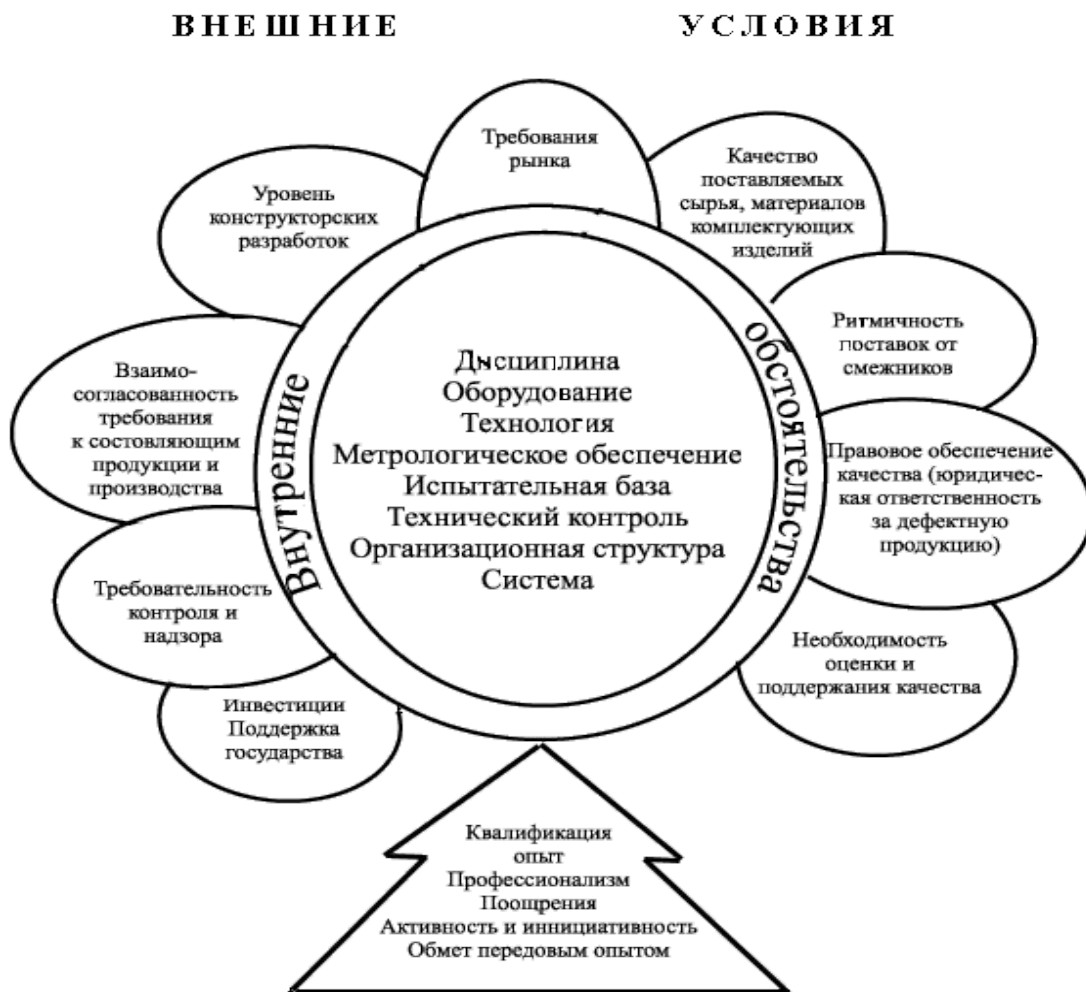 ВНЕШНИЕ УСЛОВИЯ
Требования
рынка
Качество
поставляемых
сырья, материалов
комплектующих
изделий
Уровень
конструкторских
разработок
Ритмичность
поставок от
смежников
Взаимо-
согласованность
требования
к состовляющим
продукции и
производства
Правовое обеспечение
качества (юридичес-
кая ответственность
за дефектную
продукцию)
Требовательность
контроля и
надзора
Необходимость
оценки и
поддержания качества
Инвестиции
Поддержка
государства
Внутренние
обстоятельства
Дисциплина
Оборудование
Технология
Метрологическое обеспечение
Испытательная база
Технический контроль
Организационная структура
Система
Квалификация
опыт
Профессионализм
Поощрения
Активность и иннициативность
Обмет передовым опытом